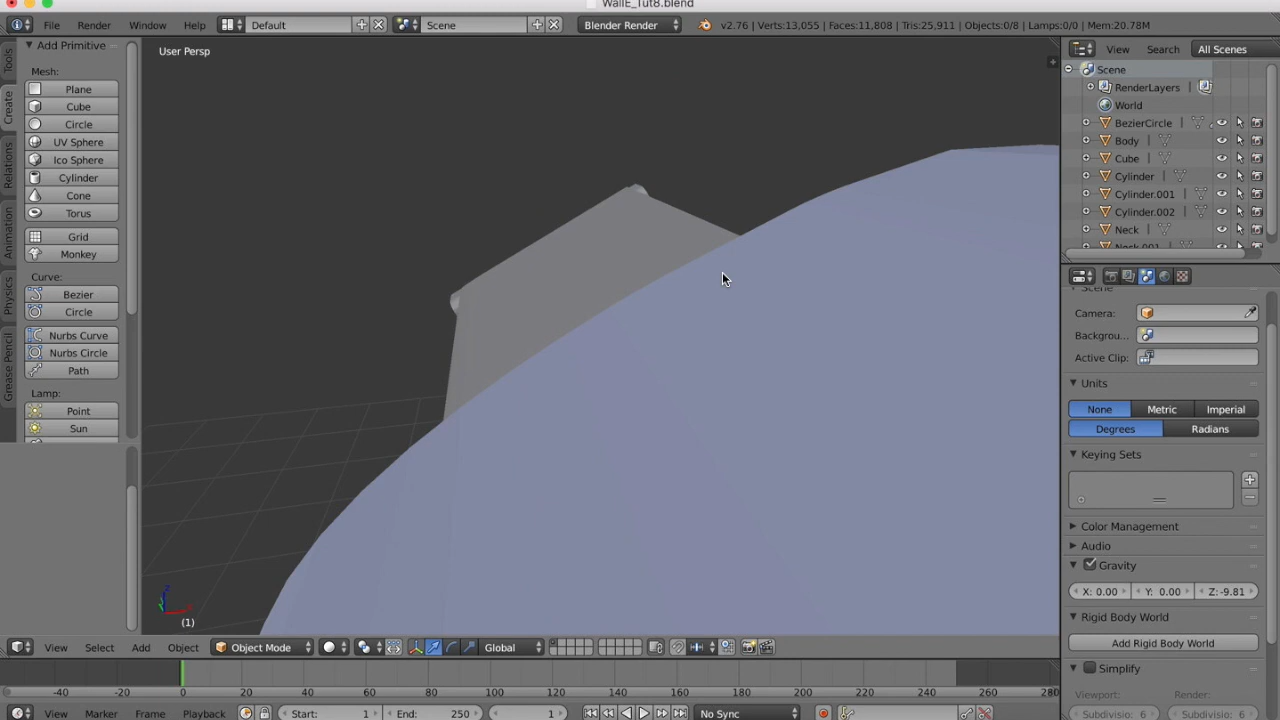 WallE_Tut8.blend
File Render Window Help Default Scene Blender Render v2.76 | Verts:13,055 | Faces:11,808 | Tris:25,911 | Objects:0/8 | Lamps:0/0 | Mem:20.78M
Tools
Create
Relations
Animation
Physics
Grease Pencil
Add Primitive
Mesh:
Plane
Cube
Circle
UV Sphere
Ico Sphere
Cylinder
Cone
Torus
Grid
Monkey
Curve:
Bezier
Circle
Nurbs Curve
Nurbs Circle
Path
Lamp:
Point
Sun
User Persp
(1)
View Search All Scenes
Scene
RenderLayers
World
BezierCircle
Body
Cube
Cylinder
Cylinder.001
Cylinder.002
Neck
Neck.001
Scene
Camera:
Backgrou...
Active Clip:
Units
None Metric Imperial
Degrees Radians
Keying Sets
Color Management
Audio
Gravity
X: 0.00 Y: 0.00 Z: -9.81
Rigid Body World
Add Rigid Body World
Simplify
Viewport: Render:
Subdivisio: 6 Subdivisio: 6
View Select Add Object Object Mode Global
-40 -20 0 20 40 60 80 100 120 140 160 180 200 220 240 260 280
View Marker Frame Playback Start: 1 End: 250 1 No Sync